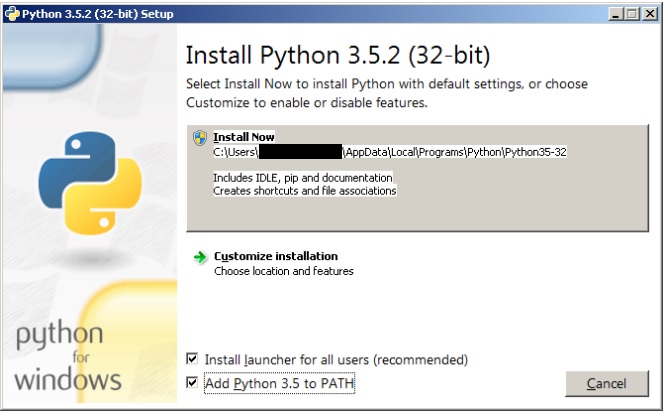 Python 3.5.2 (32-bit) Setup
Install Python 3.5.2 (32-bit)
Select Install Now to install Python with default settings, or choose
Customize to enable or disable features.
Install Now
C:\Users\ \AppData\Local\Programs\Python\Python35-32
Includes IDLE, pip and documentation
Creates shortcuts and file associations
Customize installation
Choose location and features
python
for
windows
Install launcher for all users (recommended)
Add Python 3.5 to PATH
Cancel